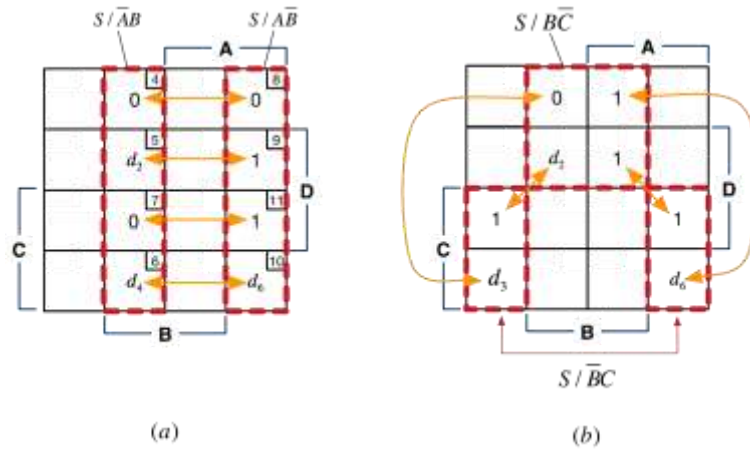 S / A̅B
S / AB̅
A
4
8
0
0
5
9
d₂
1
D
7
11
0
1
C
6
10
d₄
d₆
B
(a)
S / BC̅
A
0
1
d₂
1
D
1
1
C
d₃
d₆
B
S / B̅C
(b)